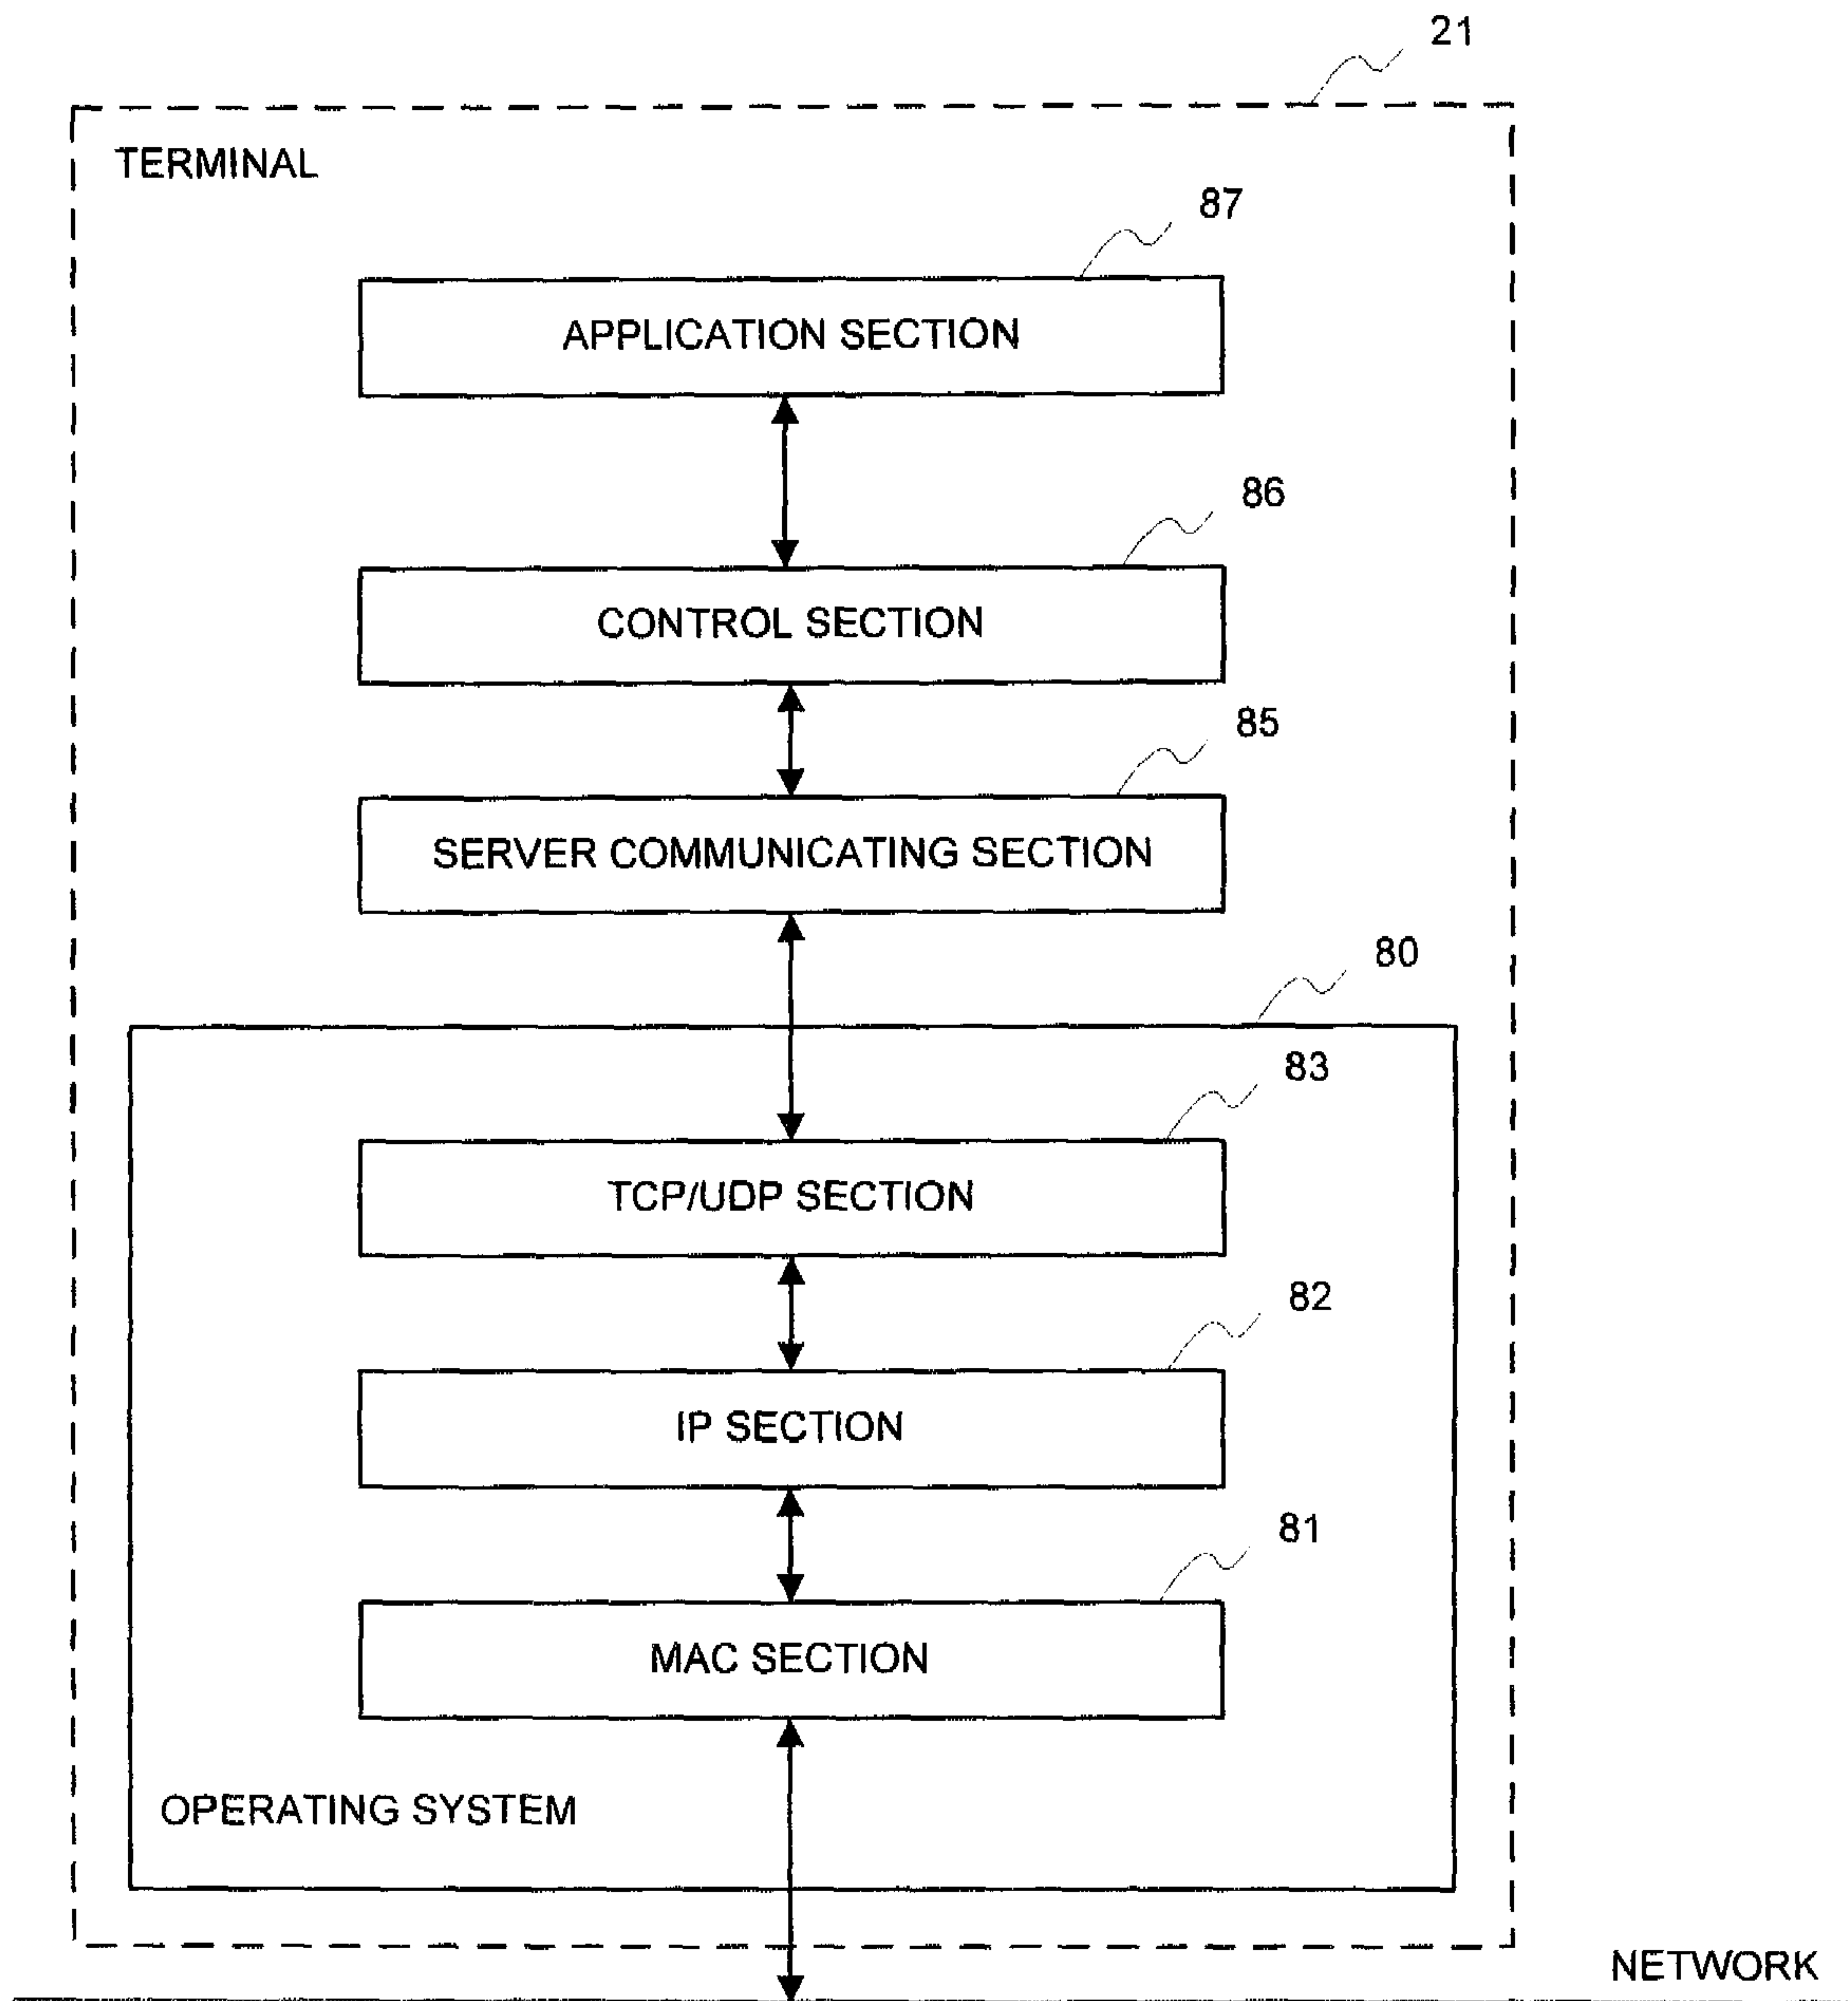 21
TERMINAL
87
APPLICATION SECTION
86
CONTROL SECTION
85
SERVER COMMUNICATING SECTION
80
83
TCP/UDP SECTION
82
IP SECTION
81
MAC SECTION
OPERATING SYSTEM
NETWORK